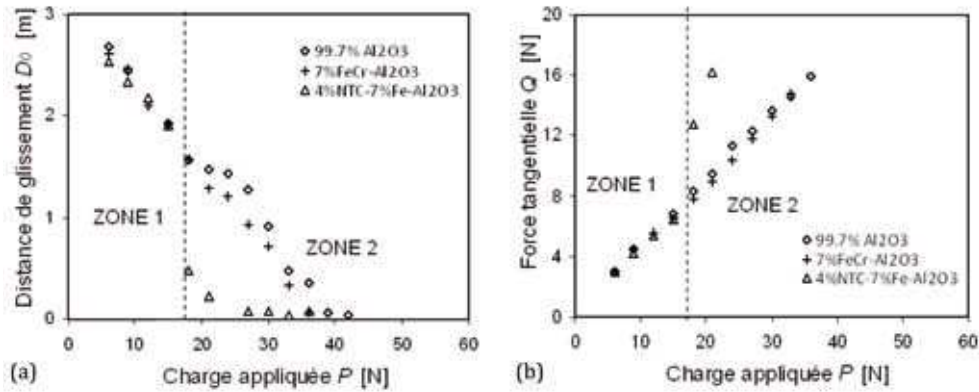 3
2
1
0
Distance de glissement D0 [m]
99.7% Al2O3
7%FeCr-Al2O3
4%NTC-7%Fe-Al2O3
ZONE 1
ZONE 2
0 10 20 30 40 50 60
Charge appliquée P [N]
(a)
20
16
12
8
4
0
Force tangentielle Q [N]
ZONE 1
ZONE 2
99.7% Al2O3
7%FeCr-Al2O3
4%NTC-7%Fe-Al2O3
0 10 20 30 40 50 60
Charge appliquée P [N]
(b)